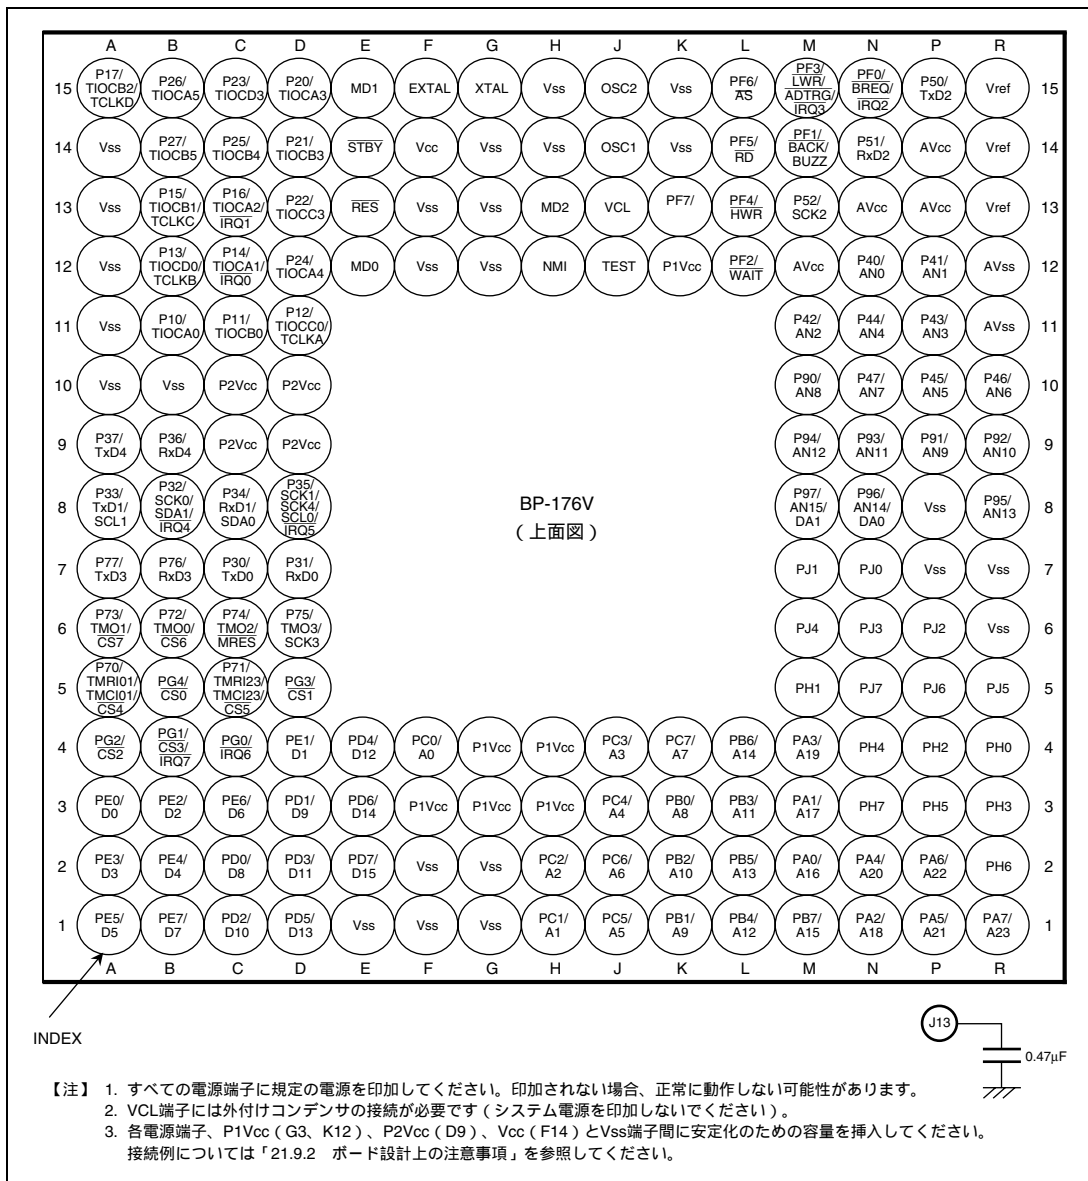 A B C D E F G H J K L M N P R
15 P17/TIOCB2/TCLKD P26/TIOCA5 P23/TIOCD3 P20/TIOCA3 MD1 EXTAL XTAL Vss OSC2 Vss PF6/AS PF3/LWR/ADTRG/IRQ3 PF0/BREQ/IRQ2 P50/TxD2 Vref 15
14 Vss P27/TIOCB5 P25/TIOCB4 P21/TIOCB3 STBY Vcc Vss Vss OSC1 Vss PF5/RD PF1/BACK/BUZZ P51/RxD2 AVcc Vref 14
13 Vss P15/TIOCB1/TCLKC P16/TIOCA2/IRQ1 P22/TIOCC3 RES Vss Vss MD2 VCL PF7/ PF4/HWR P52/SCK2 AVcc AVcc Vref 13
12 Vss P13/TIOCD0/TCLKB P14/TIOCA1/IRQ0 P24/TIOCA4 MD0 Vss Vss NMI TEST P1Vcc PF2/WAIT AVcc P40/AN0 P41/AN1 AVss 12
11 Vss P10/TIOCA0 P11/TIOCB0 P12/TIOCC0/TCLKA P42/AN2 P44/AN4 P43/AN3 AVss 11
10 Vss Vss P2Vcc P2Vcc P90/AN8 P47/AN7 P45/AN5 P46/AN6 10
9 P37/TxD4 P36/RxD4 P2Vcc P2Vcc P94/AN12 P93/AN11 P91/AN9 P92/AN10 9
8 P33/TxD1/SCL1 P32/SCK0/SDA1/IRQ4 P34/RxD1/SDA0 P35/SCK1/SCK4/SCL0/IRQ5 P97/AN15/DA1 P96/AN14/DA0 Vss P95/AN13 8
BP-176V
（上面図）
7 P77/TxD3 P76/RxD3 P30/TxD0 P31/RxD0 PJ1 PJ0 Vss Vss 7
6 P73/TMO1/CS7 P72/TMO0/CS6 P74/TMO2/MRES P75/TMO3/SCK3 PJ4 PJ3 PJ2 Vss 6
5 P70/TMRI01/TMCI01/CS4 PG4/CS0 P71/TMRI23/TMCI23/CS5 PG3/CS1 PH1 PJ7 PJ6 PJ5 5
4 PG2/CS2 PG1/CS3/IRQ7 PG0/IRQ6 PE1/D1 PD4/D12 PC0/A0 P1Vcc P1Vcc PC3/A3 PC7/A7 PB6/A14 PA3/A19 PH4 PH2 PH0 4
3 PE0/D0 PE2/D2 PE6/D6 PD1/D9 PD6/D14 P1Vcc P1Vcc P1Vcc PC4/A4 PB0/A8 PB3/A11 PA1/A17 PH7 PH5 PH3 3
2 PE3/D3 PE4/D4 PD0/D8 PD3/D11 PD7/D15 Vss Vss PC2/A2 PC6/A6 PB2/A10 PB5/A13 PA0/A16 PA4/A20 PA6/A22 PH6 2
1 PE5/D5 PE7/D7 PD2/D10 PD5/D13 Vss Vss Vss PC1/A1 PC5/A5 PB1/A9 PB4/A12 PB7/A15 PA2/A18 PA5/A21 PA7/A23 1
A B C D E F G H J K L M N P R
INDEX
J13
0.47μF
【注】 1. すべての電源端子に規定の電源を印加してください。印加されない場合、正常に動作しない可能性があります。
2. VCL端子には外付けコンデンサの接続が必要です（システム電源を印加しないでください）。
3. 各電源端子、P1Vcc（G3、K12）、P2Vcc（D9）、Vcc（F14）とVss端子間に安定化のための容量を挿入してください。
接続例については「21.9.2 ボード設計上の注意事項」を参照してください。